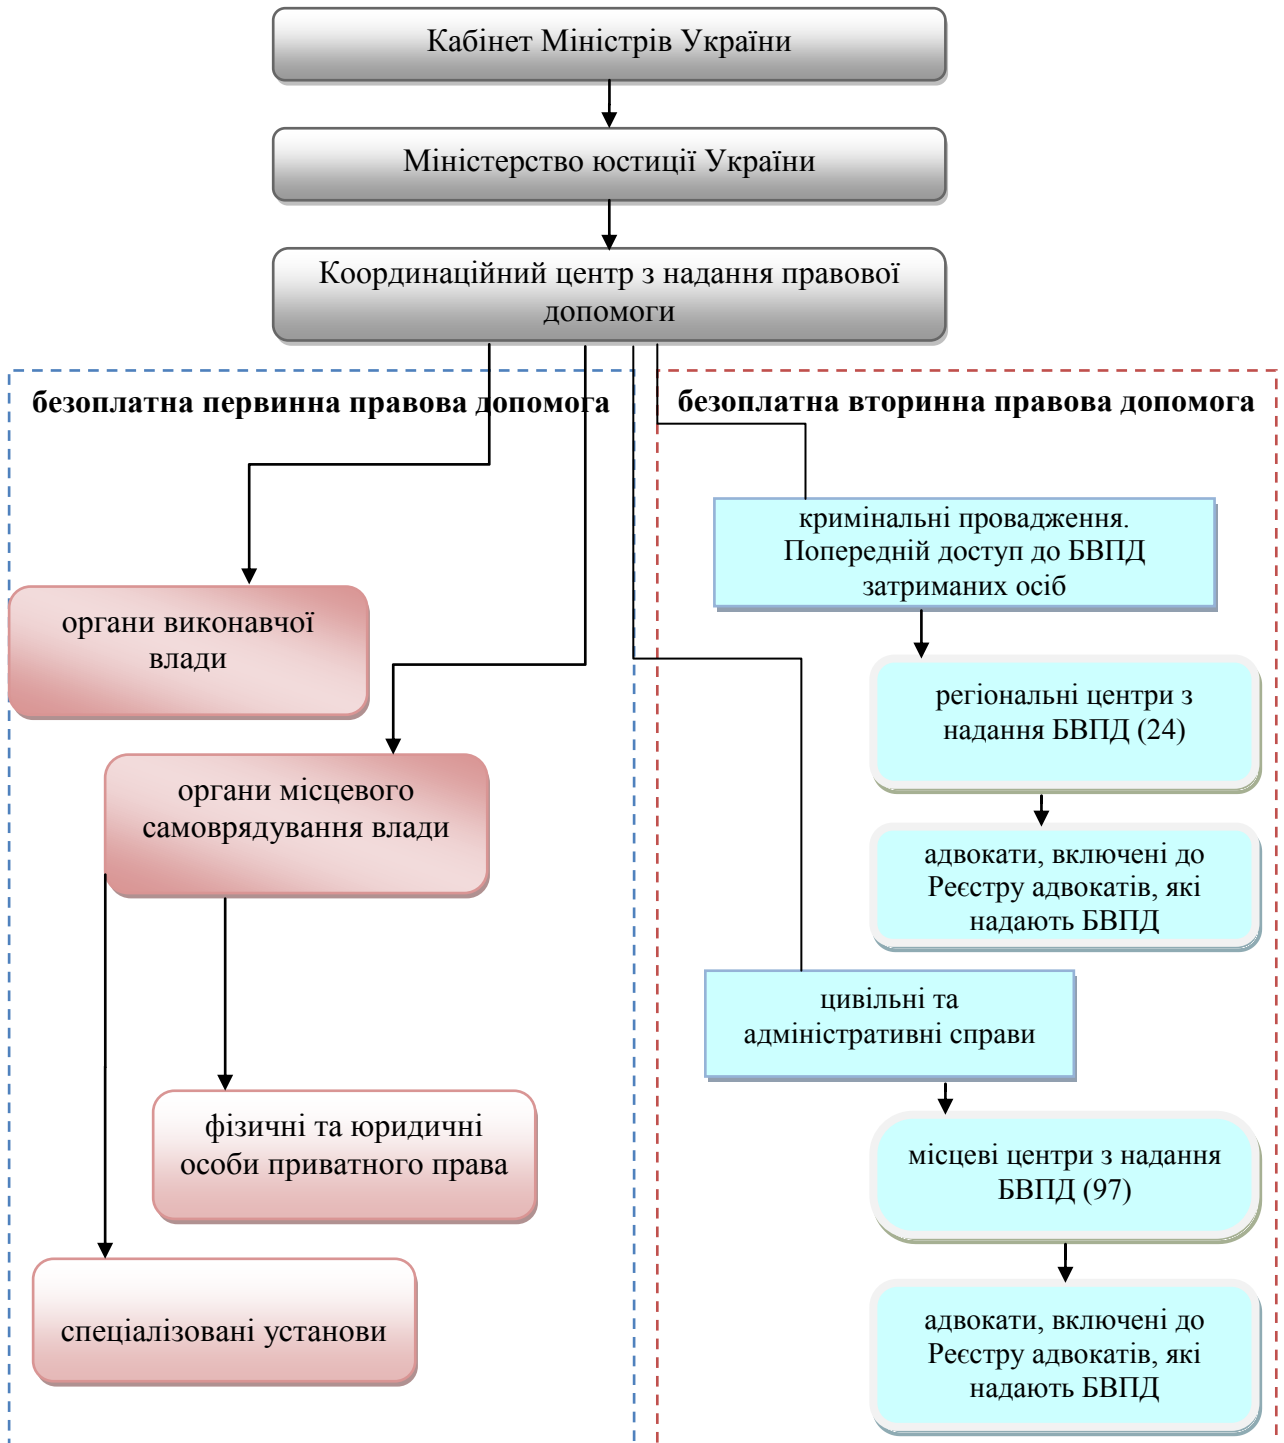 Кабінет Міністрів України
Міністерство юстиції України
Координаційний центр з надання правової
допомоги
безоплатна первинна правова допомога
органи виконавчої
влади
органи місцевого
самоврядування влади
фізичні та юридичні
особи приватного права
спеціалізовані установи
безоплатна вторинна правова допомога
кримінальні провадження.
Попередній доступ до БВПД
затриманих осіб
регіональні центри з
надання БВПД (24)
адвокати, включені до
Реєстру адвокатів, які
надають БВПД
цивільні та
адміністративні справи
місцеві центри з надання
БВПД (97)
адвокати, включені до
Реєстру адвокатів, які
надають БВПД